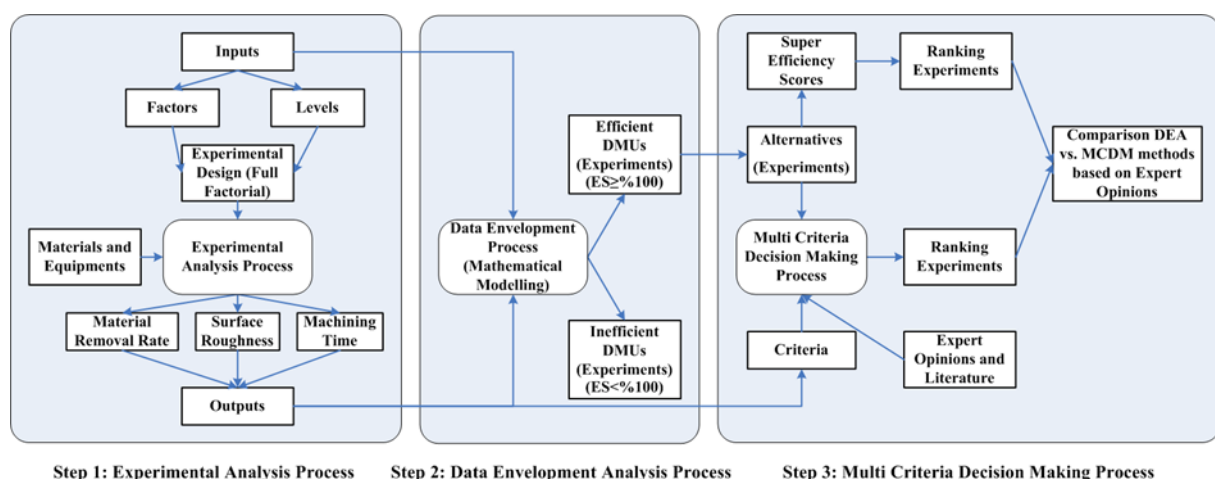 Inputs
Factors
Levels
Experimental
Design (Full
Factorial)
Materials and
Equipments
Experimental
Analysis Process
Material
Removal Rate
Surface
Roughness
Machining
Time
Outputs
Step 1: Experimental Analysis Process
Data Envelopment
Process
(Mathematical
Modelling)
Efficient
DMUs
(Experiments)
(ES≥%100)
Inefficient
DMUs
(Experiments)
(ES<%100)
Step 2: Data Envelopment Analysis Process
Super
Efficiency
Scores
Ranking
Experiments
Alternatives
(Experiments)
Comparison DEA
vs. MCDM methods
based on Expert
Opinions
Multi Criteria
Decision Making
Process
Ranking
Experiments
Criteria
Expert
Opinions and
Literature
Step 3: Multi Criteria Decision Making Process